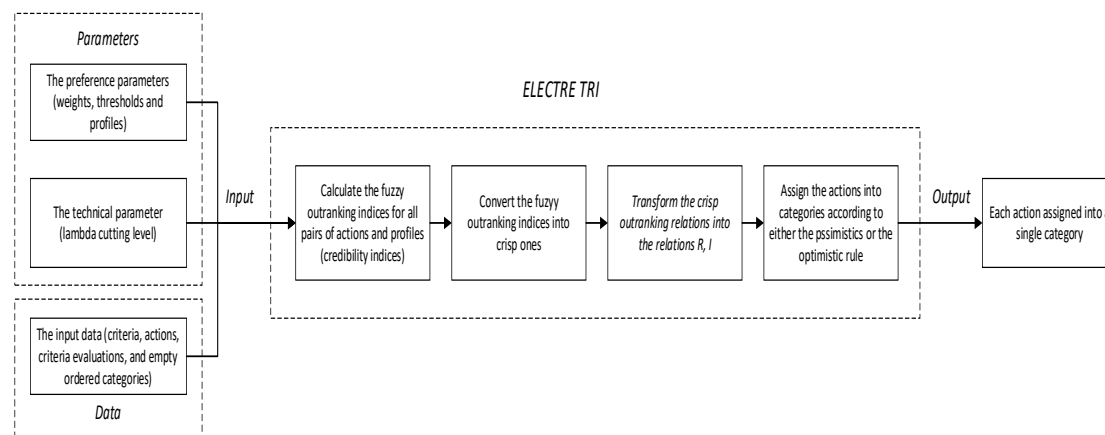 Parameters
The preference parameters
(weights, thresholds and
profiles)
The technical parameter
(lambda cutting level)
The input data (criteria, actions,
criteria evaluations, and empty
ordered categories)
Data
Input
ELECTRE TRI
Calculate the fuzzy
outranking indices for all
pairs of actions and profiles
(credibility indices)
Convert the fuzyy
outranking indices into
crisp ones
Transform the crisp
outranking relations into
the relations R, I
Assign the actions into
categories according to
either the pssimistics or the
optimistic rule
Output
Each action assigned into a
single category